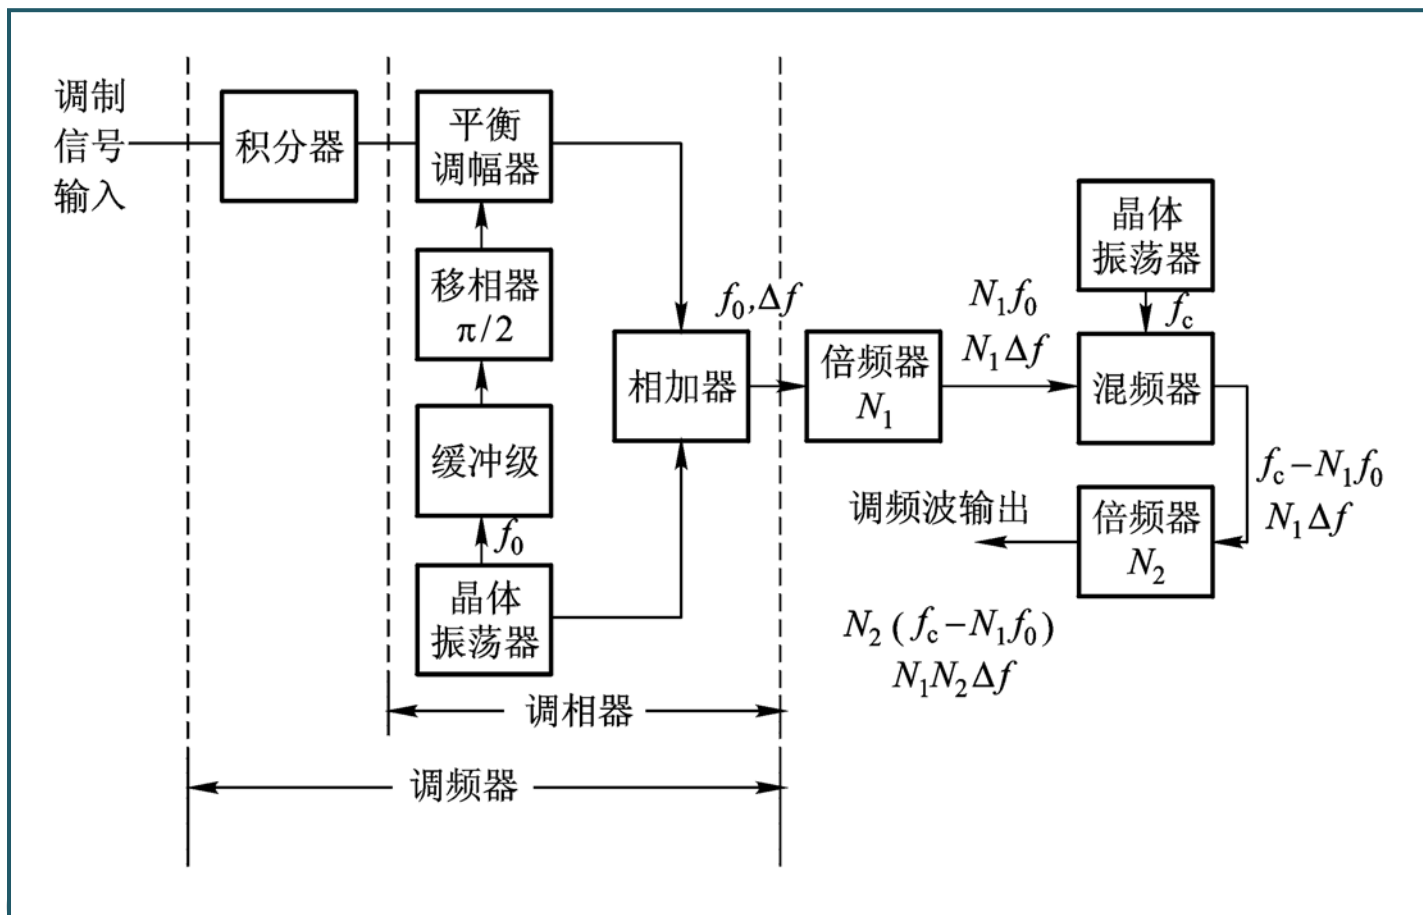 调制
信号
输入
积分器
平衡
调幅器
移相器
π/2
缓冲级
f₀
晶体
振荡器
相加器
f₀,Δf
倍频器
N₁
N₁f₀
N₁Δf
晶体
振荡器
f_c
混频器
f_c−N₁f₀
N₁Δf
倍频器
N₂
调频波输出
N₂(f_c−N₁f₀)
N₁N₂Δf
调相器
调频器